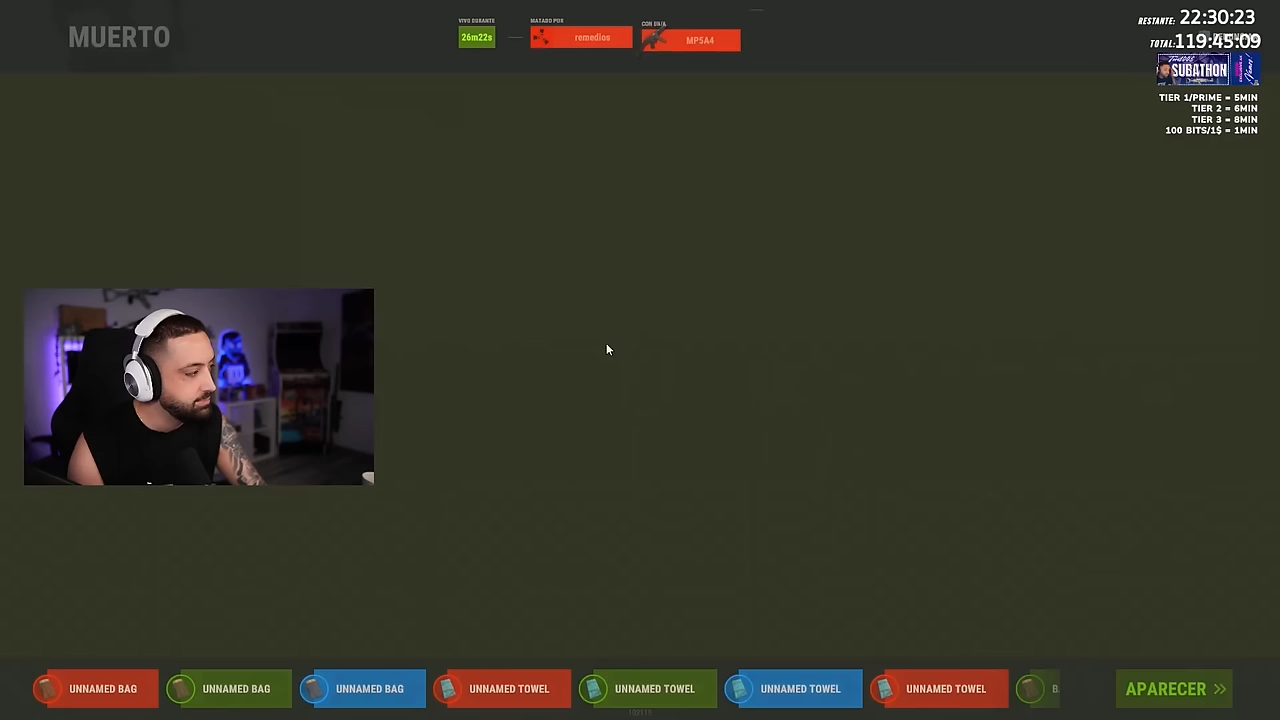 MUERTO
VIVO DURANTE
26m22s
MATADO POR
remedios
MP5A4
RESTANTE: 22:30:23
TOTAL: 119:45:09
SUBATHON
TIER 1/PRIME = 5MIN
TIER 2 = 6MIN
TIER 3 = 8MIN
100 BITS/1$ = 1MIN
UNNAMED BAG
UNNAMED BAG
UNNAMED BAG
UNNAMED TOWEL
UNNAMED TOWEL
UNNAMED TOWEL
UNNAMED TOWEL
APARECER